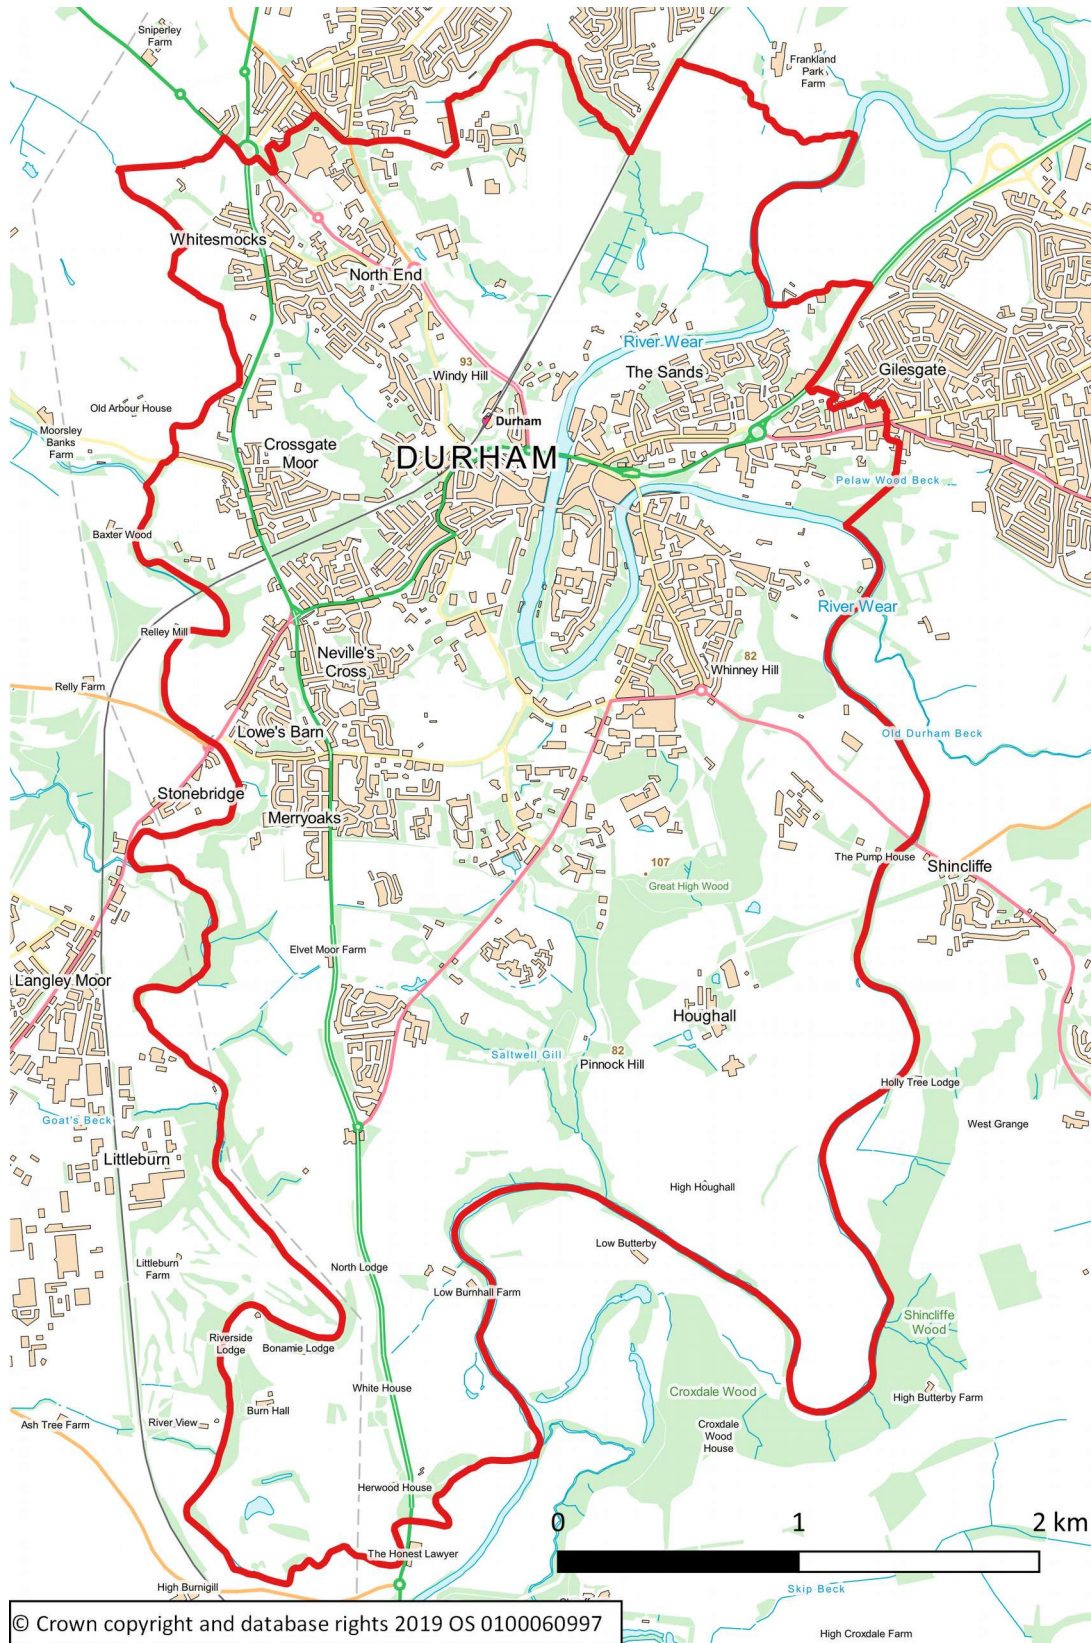 Sniperley
Farm
Frankland
Park
Farm
Whitesmocks
North End
River Wear
93
Windy Hill
The Sands
Gilesgate
Old Arbour House
Durham
Moorsley
Banks
Farm
Crossgate
Moor
DURHAM
Pelaw Wood Beck
Baxter Wood
River Wear
Relley Mill
Neville's
Cross
82
Whinney Hill
Relly Farm
Lowe's Barn
Old Durham Beck
Stonebridge
Merryoaks
The Pump House
107
Shincliffe
Great High Wood
Elvet Moor Farm
Langley Moor
Houghall
Saltwell Gill
82
Pinnock Hill
Holly Tree Lodge
Goat's Beck
West Grange
Littleburn
High Houghall
Low Butterby
Littleburn
Farm
North Lodge
Low Burnhall Farm
Shincliffe
Wood
Riverside
Lodge
Bonamie Lodge
White House
Croxdale Wood
High Butterby Farm
Burn Hall
Ash Tree Farm
River View
Croxdale
Wood
House
Herwood House
0 1 2 km
The Honest Lawyer
High Burnigill
Skip Beck
© Crown copyright and database rights 2019 OS 0100060997
High Croxdale Farm